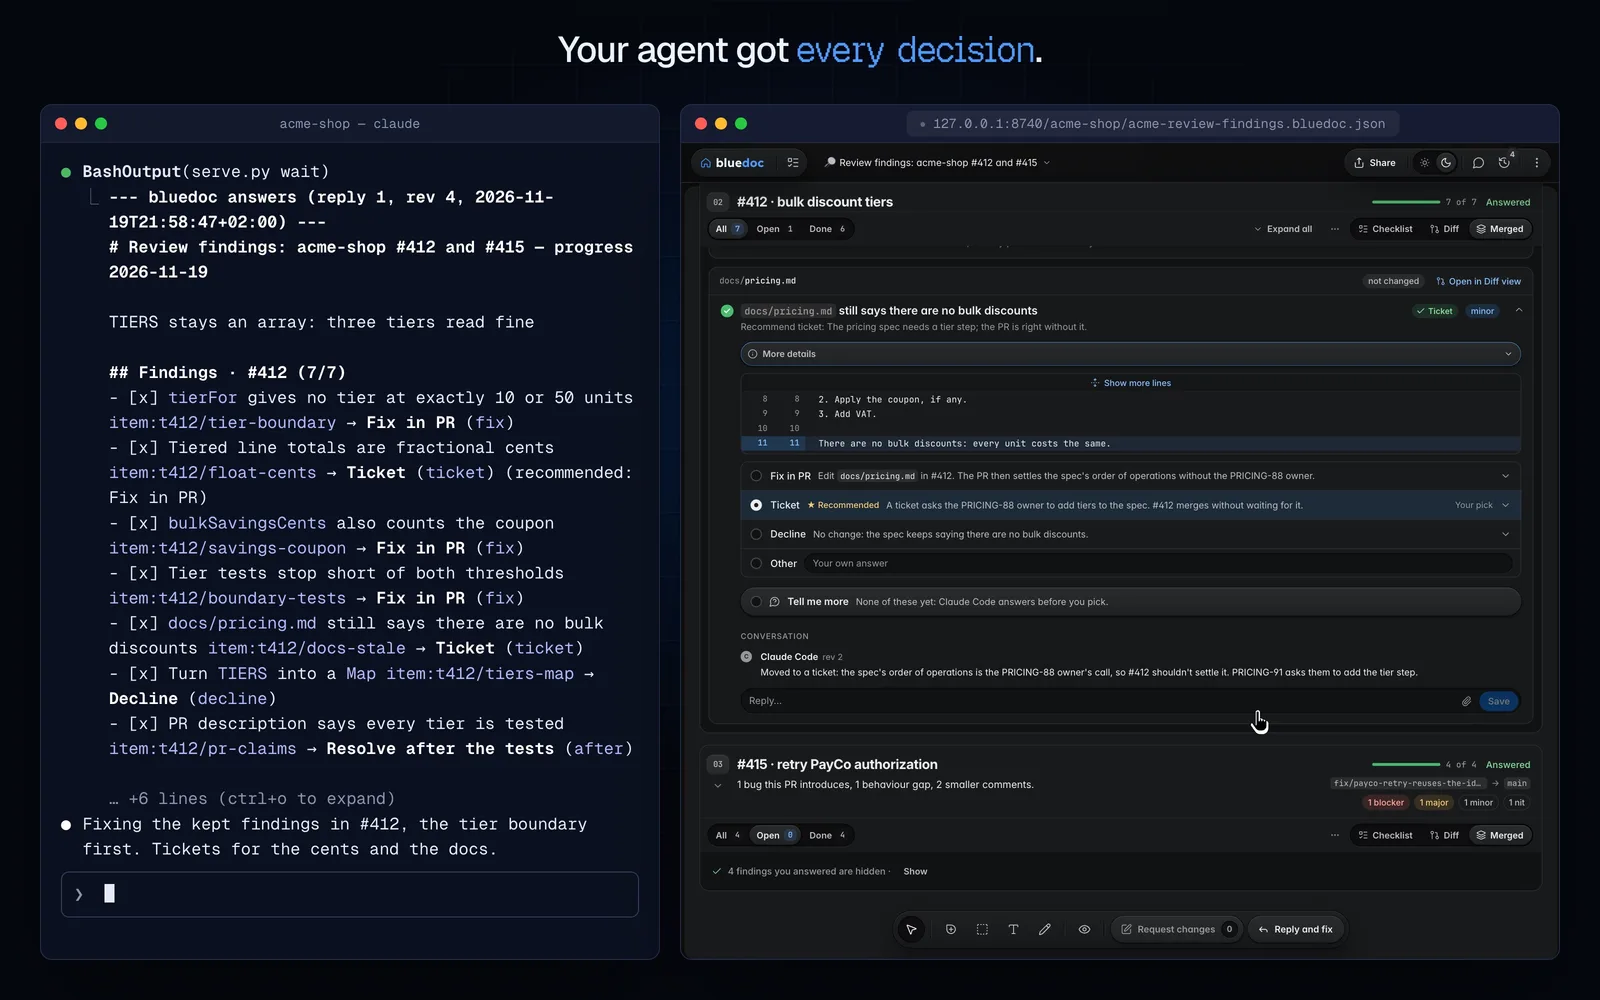 Your agent got every decision.
acme-shop — claude
BashOutput(serve.py wait)
--- bluedoc answers (reply 1, rev 4, 2026-11-
19T21:58:47+02:00) ---
# Review findings: acme-shop #412 and #415 — progress
2026-11-19
TIERS stays an array: three tiers read fine
## Findings · #412 (7/7)
- [x] tierFor gives no tier at exactly 10 or 50 units
item:t412/tier-boundary → Fix in PR (fix)
- [x] Tiered line totals are fractional cents
item:t412/float-cents → Ticket (ticket) (recommended:
Fix in PR)
- [x] bulkSavingsCents also counts the coupon
item:t412/savings-coupon → Fix in PR (fix)
- [x] Tier tests stop short of both thresholds
item:t412/boundary-tests → Fix in PR (fix)
- [x] docs/pricing.md still says there are no bulk
discounts item:t412/docs-stale → Ticket (ticket)
- [x] Turn TIERS into a Map item:t412/tiers-map →
Decline (decline)
- [x] PR description says every tier is tested
item:t412/pr-claims → Resolve after the tests (after)
… +6 lines (ctrl+o to expand)
Fixing the kept findings in #412, the tier boundary
first. Tickets for the cents and the docs.
❯
127.0.0.1:8740/acme-shop/acme-review-findings.bluedoc.json
bluedoc
Review findings: acme-shop #412 and #415
Share
4
02 #412 · bulk discount tiers
7 of 7 Answered
All 7 Open 1 Done 6
Expand all ··· Checklist Diff Merged
docs/pricing.md
not changed Open in Diff view
docs/pricing.md still says there are no bulk discounts
Ticket minor
Recommend ticket: The pricing spec needs a tier step; the PR is right without it.
More details
Show more lines
8 8 2. Apply the coupon, if any.
9 9 3. Add VAT.
10 10
11 11 There are no bulk discounts: every unit costs the same.
Fix in PR Edit docs/pricing.md in #412. The PR then settles the spec's order of operations without the PRICING-88 owner.
Ticket ★ Recommended A ticket asks the PRICING-88 owner to add tiers to the spec. #412 merges without waiting for it. Your pick
Decline No change: the spec keeps saying there are no bulk discounts.
Other Your own answer
Tell me more None of these yet: Claude Code answers before you pick.
CONVERSATION
C Claude Code rev 2
Moved to a ticket: the spec's order of operations is the PRICING-88 owner's call, so #412 shouldn't settle it. PRICING-91 asks them to add the tier step.
Reply...
Save
03 #415 · retry PayCo authorization
4 of 4 Answered
1 bug this PR introduces, 1 behaviour gap, 2 smaller comments.
fix/payco-retry-reuses-the-id… → main
1 blocker 1 major 1 minor 1 nit
All 4 Open 0 Done 4
··· Checklist Diff Merged
4 findings you answered are hidden · Show
Request changes 0
Reply and fix